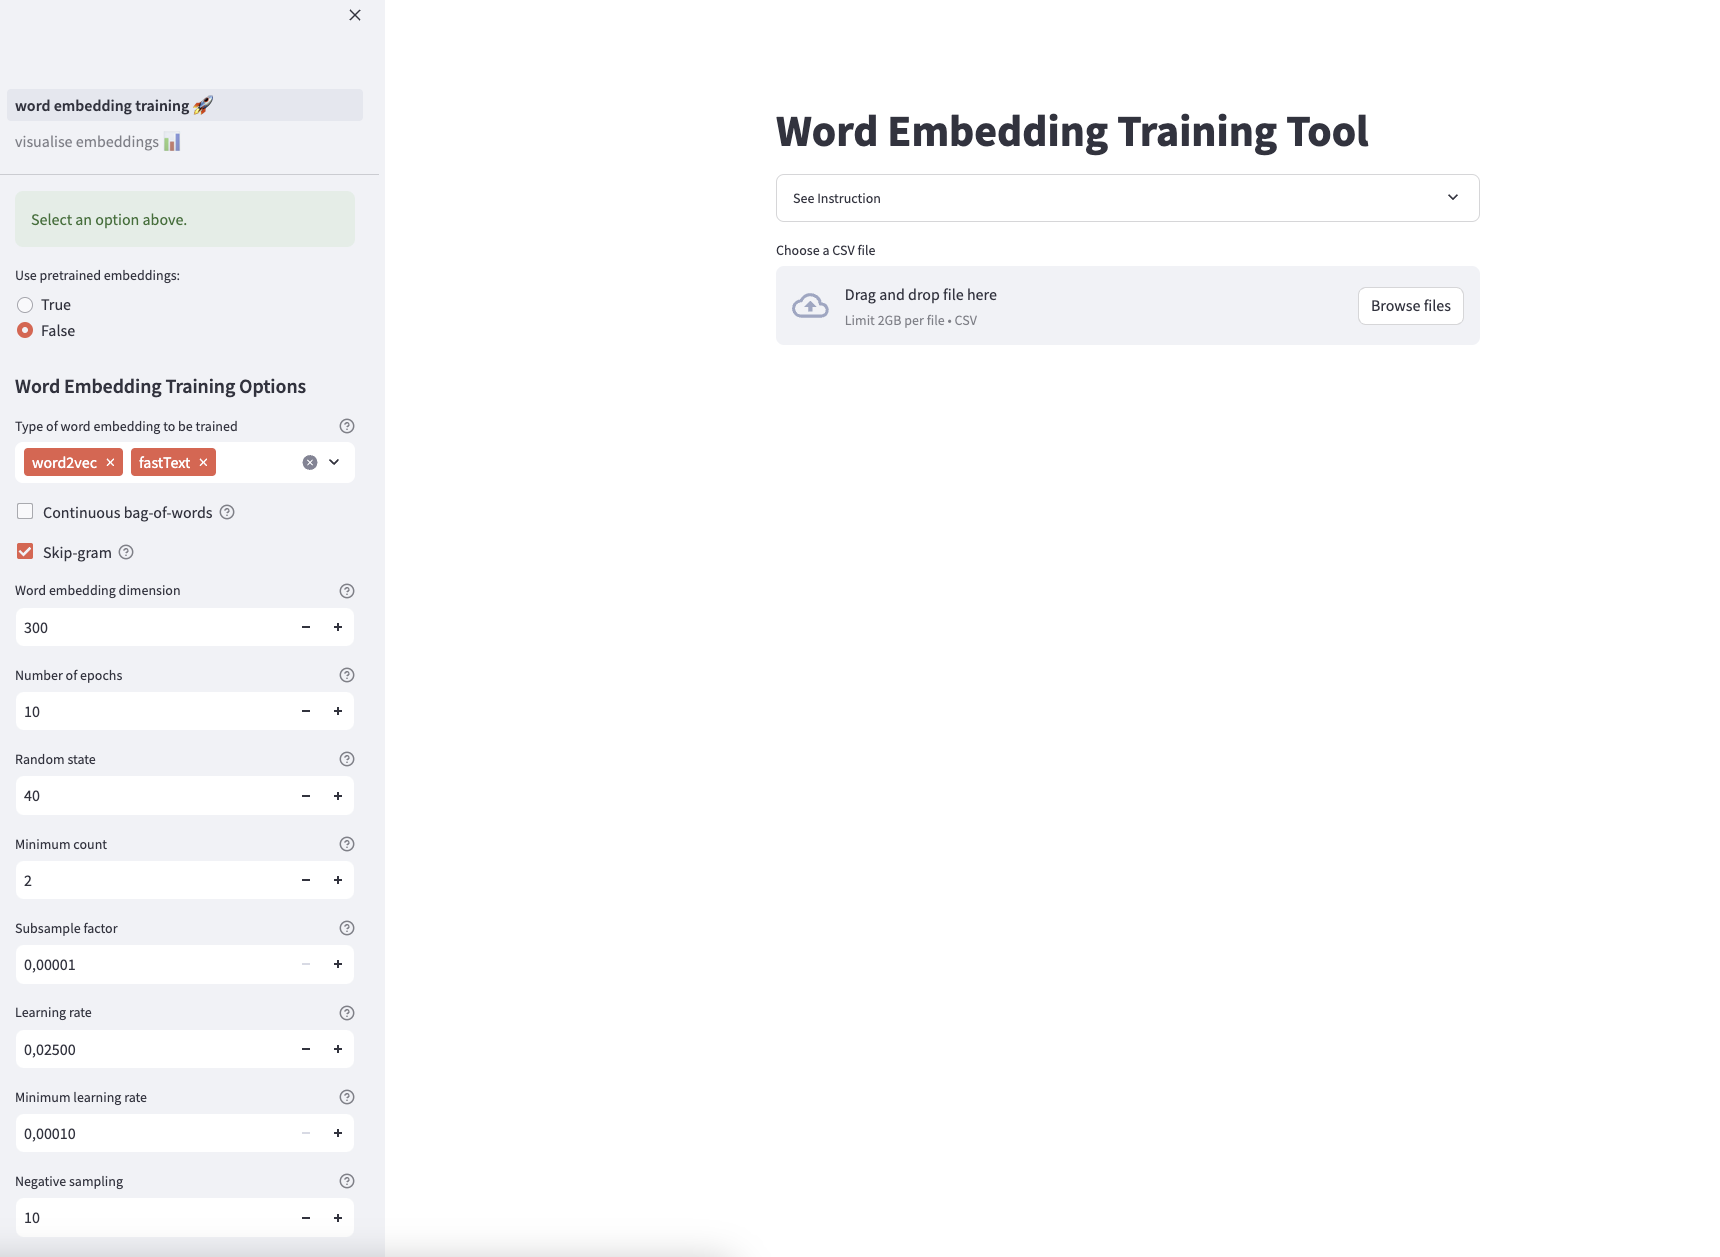 word embedding training 🚀
visualise embeddings 📊
Select an option above.
Use pretrained embeddings:
True
False
Word Embedding Training Options
Type of word embedding to be trained
word2vec fastText
Continuous bag-of-words
Skip-gram
Word embedding dimension
300
Number of epochs
10
Random state
40
Minimum count
2
Subsample factor
0,00001
Learning rate
0,02500
Minimum learning rate
0,00010
Negative sampling
10
Word Embedding Training Tool
See Instruction
Choose a CSV file
Drag and drop file here
Limit 2GB per file • CSV
Browse files